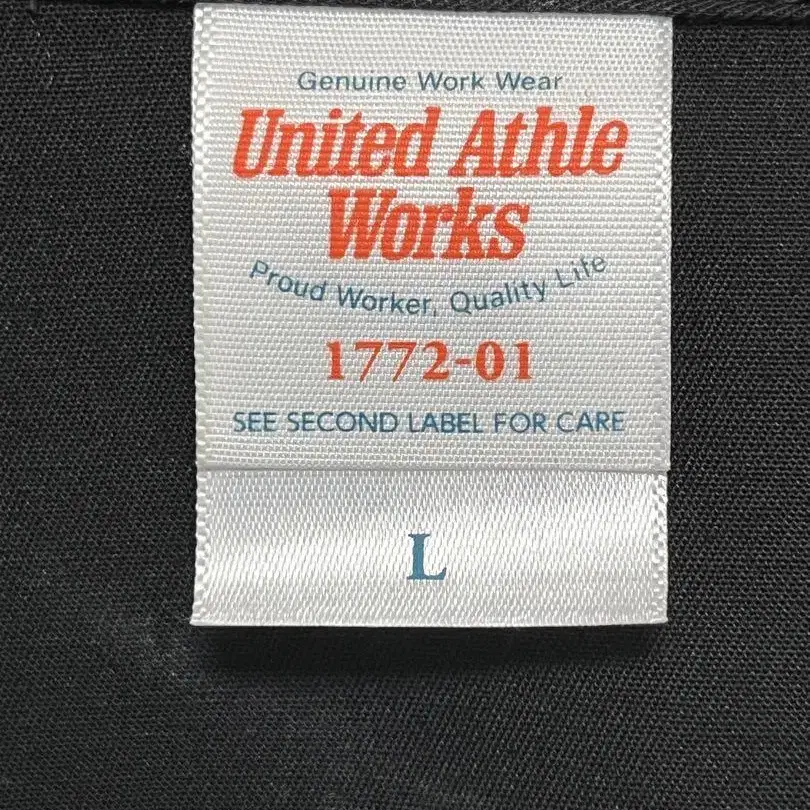 Genuine Work Wear
United Athle
Works
Proud Worker, Quality Life
1772-01
SEE SECOND LABEL FOR CARE
L